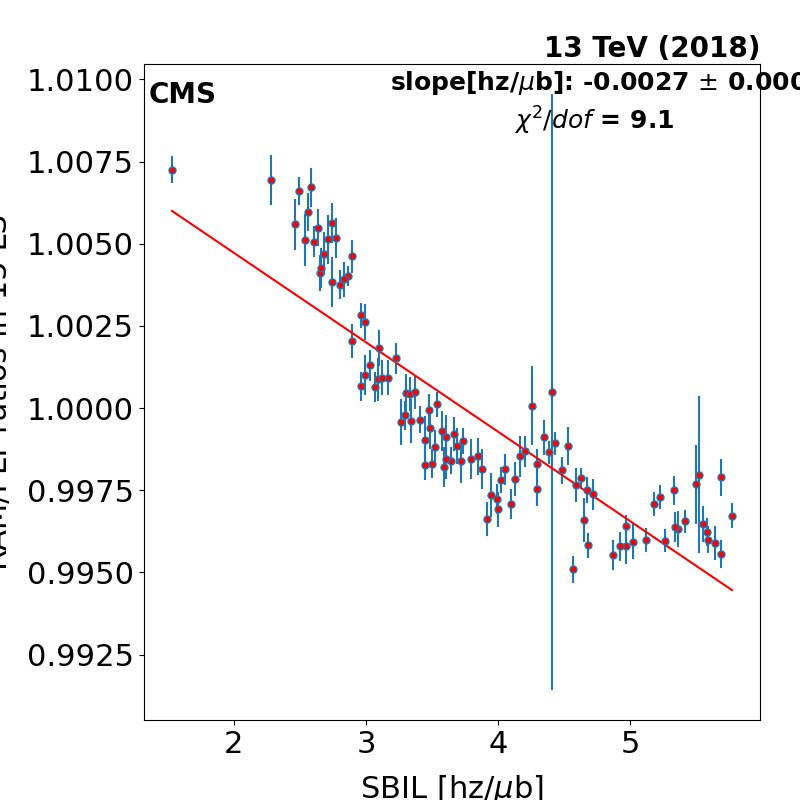 13 TeV (2018)
CMS
slope[hz/μb]: -0.0027 ± 0.000
χ²/dof = 9.1
1.0100
1.0075
1.0050
1.0025
1.0000
0.9975
0.9950
0.9925
2 3 4 5
SBIL [hz/μb]